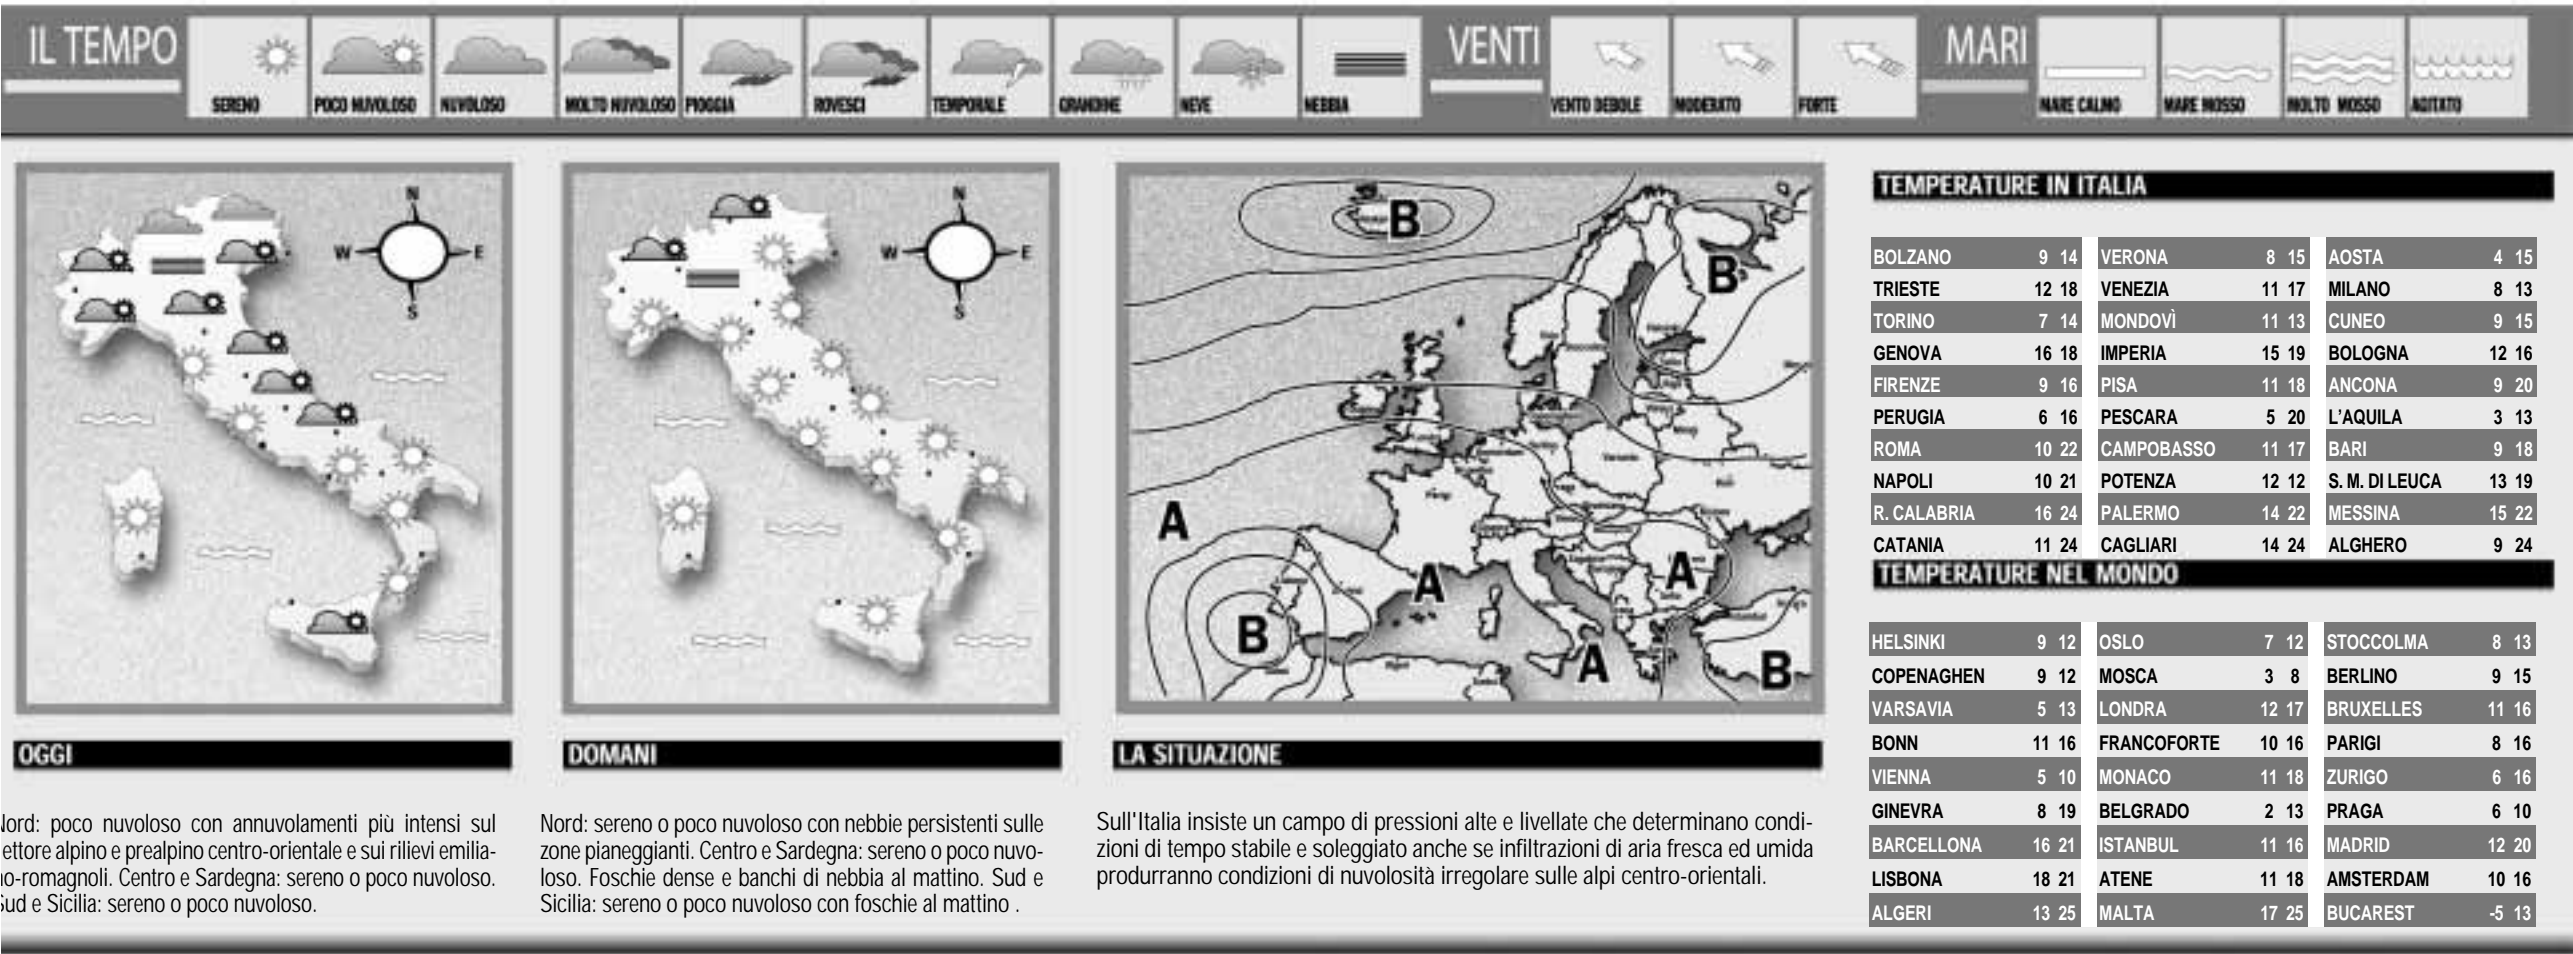 IL TEMPO
SERENO
POCO NUVOLOSO
NUVOLOSO
MOLTO NUVOLOSO
PIOGGIA
ROVESCI
TEMPORALE
GRANDINE
NEVE
NEBBIA
VENTI
VENTO DEBOLE
MODERATO
FORTE
MARI
MARE CALMO
MARE MOSSO
MOLTO MOSSO
AGITATO
N
W E
S
OGGI
Nord: poco nuvoloso con annuvolamenti più intensi sul
settore alpino e prealpino centro-orientale e sui rilievi emilia-
no-romagnoli. Centro e Sardegna: sereno o poco nuvoloso.
Sud e Sicilia: sereno o poco nuvoloso.
N
W E
S
DOMANI
Nord: sereno o poco nuvoloso con nebbie persistenti sulle
zone pianeggianti. Centro e Sardegna: sereno o poco nuvo-
loso. Foschie dense e banchi di nebbia al mattino. Sud e
Sicilia: sereno o poco nuvoloso con foschie al mattino .
B
B
A
A
A
B
A
B
LA SITUAZIONE
Sull'Italia insiste un campo di pressioni alte e livellate che determinano condi-
zioni di tempo stabile e soleggiato anche se infiltrazioni di aria fresca ed umida
produrranno condizioni di nuvolosità irregolare sulle alpi centro-orientali.
TEMPERATURE IN ITALIA
BOLZANO 9 14 VERONA 8 15 AOSTA 4 15
TRIESTE 12 18 VENEZIA 11 17 MILANO 8 13
TORINO 7 14 MONDOVÌ 11 13 CUNEO 9 15
GENOVA 16 18 IMPERIA 15 19 BOLOGNA 12 16
FIRENZE 9 16 PISA 11 18 ANCONA 9 20
PERUGIA 6 16 PESCARA 5 20 L'AQUILA 3 13
ROMA 10 22 CAMPOBASSO 11 17 BARI 9 18
NAPOLI 10 21 POTENZA 12 12 S. M. DI LEUCA 13 19
R. CALABRIA 16 24 PALERMO 14 22 MESSINA 15 22
CATANIA 11 24 CAGLIARI 14 24 ALGHERO 9 24
TEMPERATURE NEL MONDO
HELSINKI 9 12 OSLO 7 12 STOCCOLMA 8 13
COPENAGHEN 9 12 MOSCA 3 8 BERLINO 9 15
VARSAVIA 5 13 LONDRA 12 17 BRUXELLES 11 16
BONN 11 16 FRANCOFORTE 10 16 PARIGI 8 16
VIENNA 5 10 MONACO 11 18 ZURIGO 6 16
GINEVRA 8 19 BELGRADO 2 13 PRAGA 6 10
BARCELLONA 16 21 ISTANBUL 11 16 MADRID 12 20
LISBONA 18 21 ATENE 11 18 AMSTERDAM 10 16
ALGERI 13 25 MALTA 17 25 BUCAREST -5 13